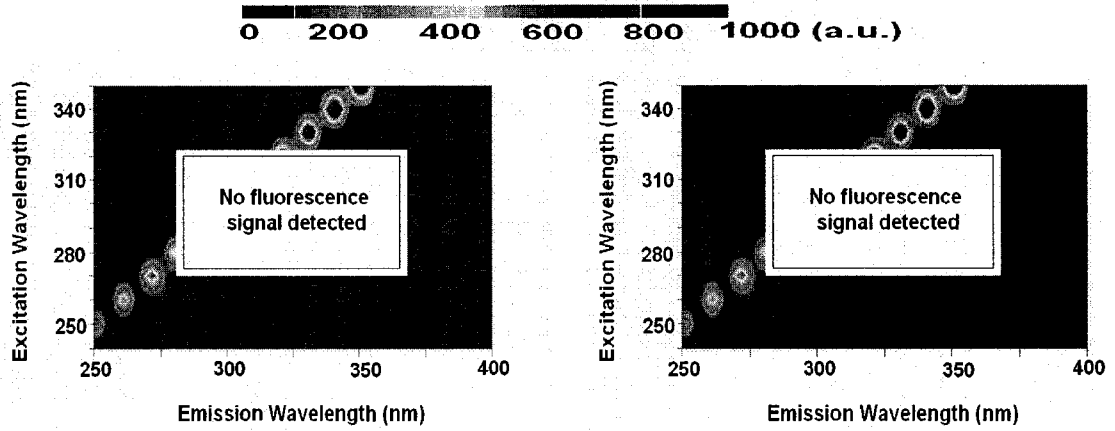 0 200 400 600 800 1000 (a.u.)
Excitation Wavelength (nm)
340
310
280
250
No fluorescence
signal detected
250 300 350 400
Emission Wavelength (nm)
Excitation Wavelength (nm)
340
310
280
250
No fluorescence
signal detected
250 300 350 400
Emission Wavelength (nm)